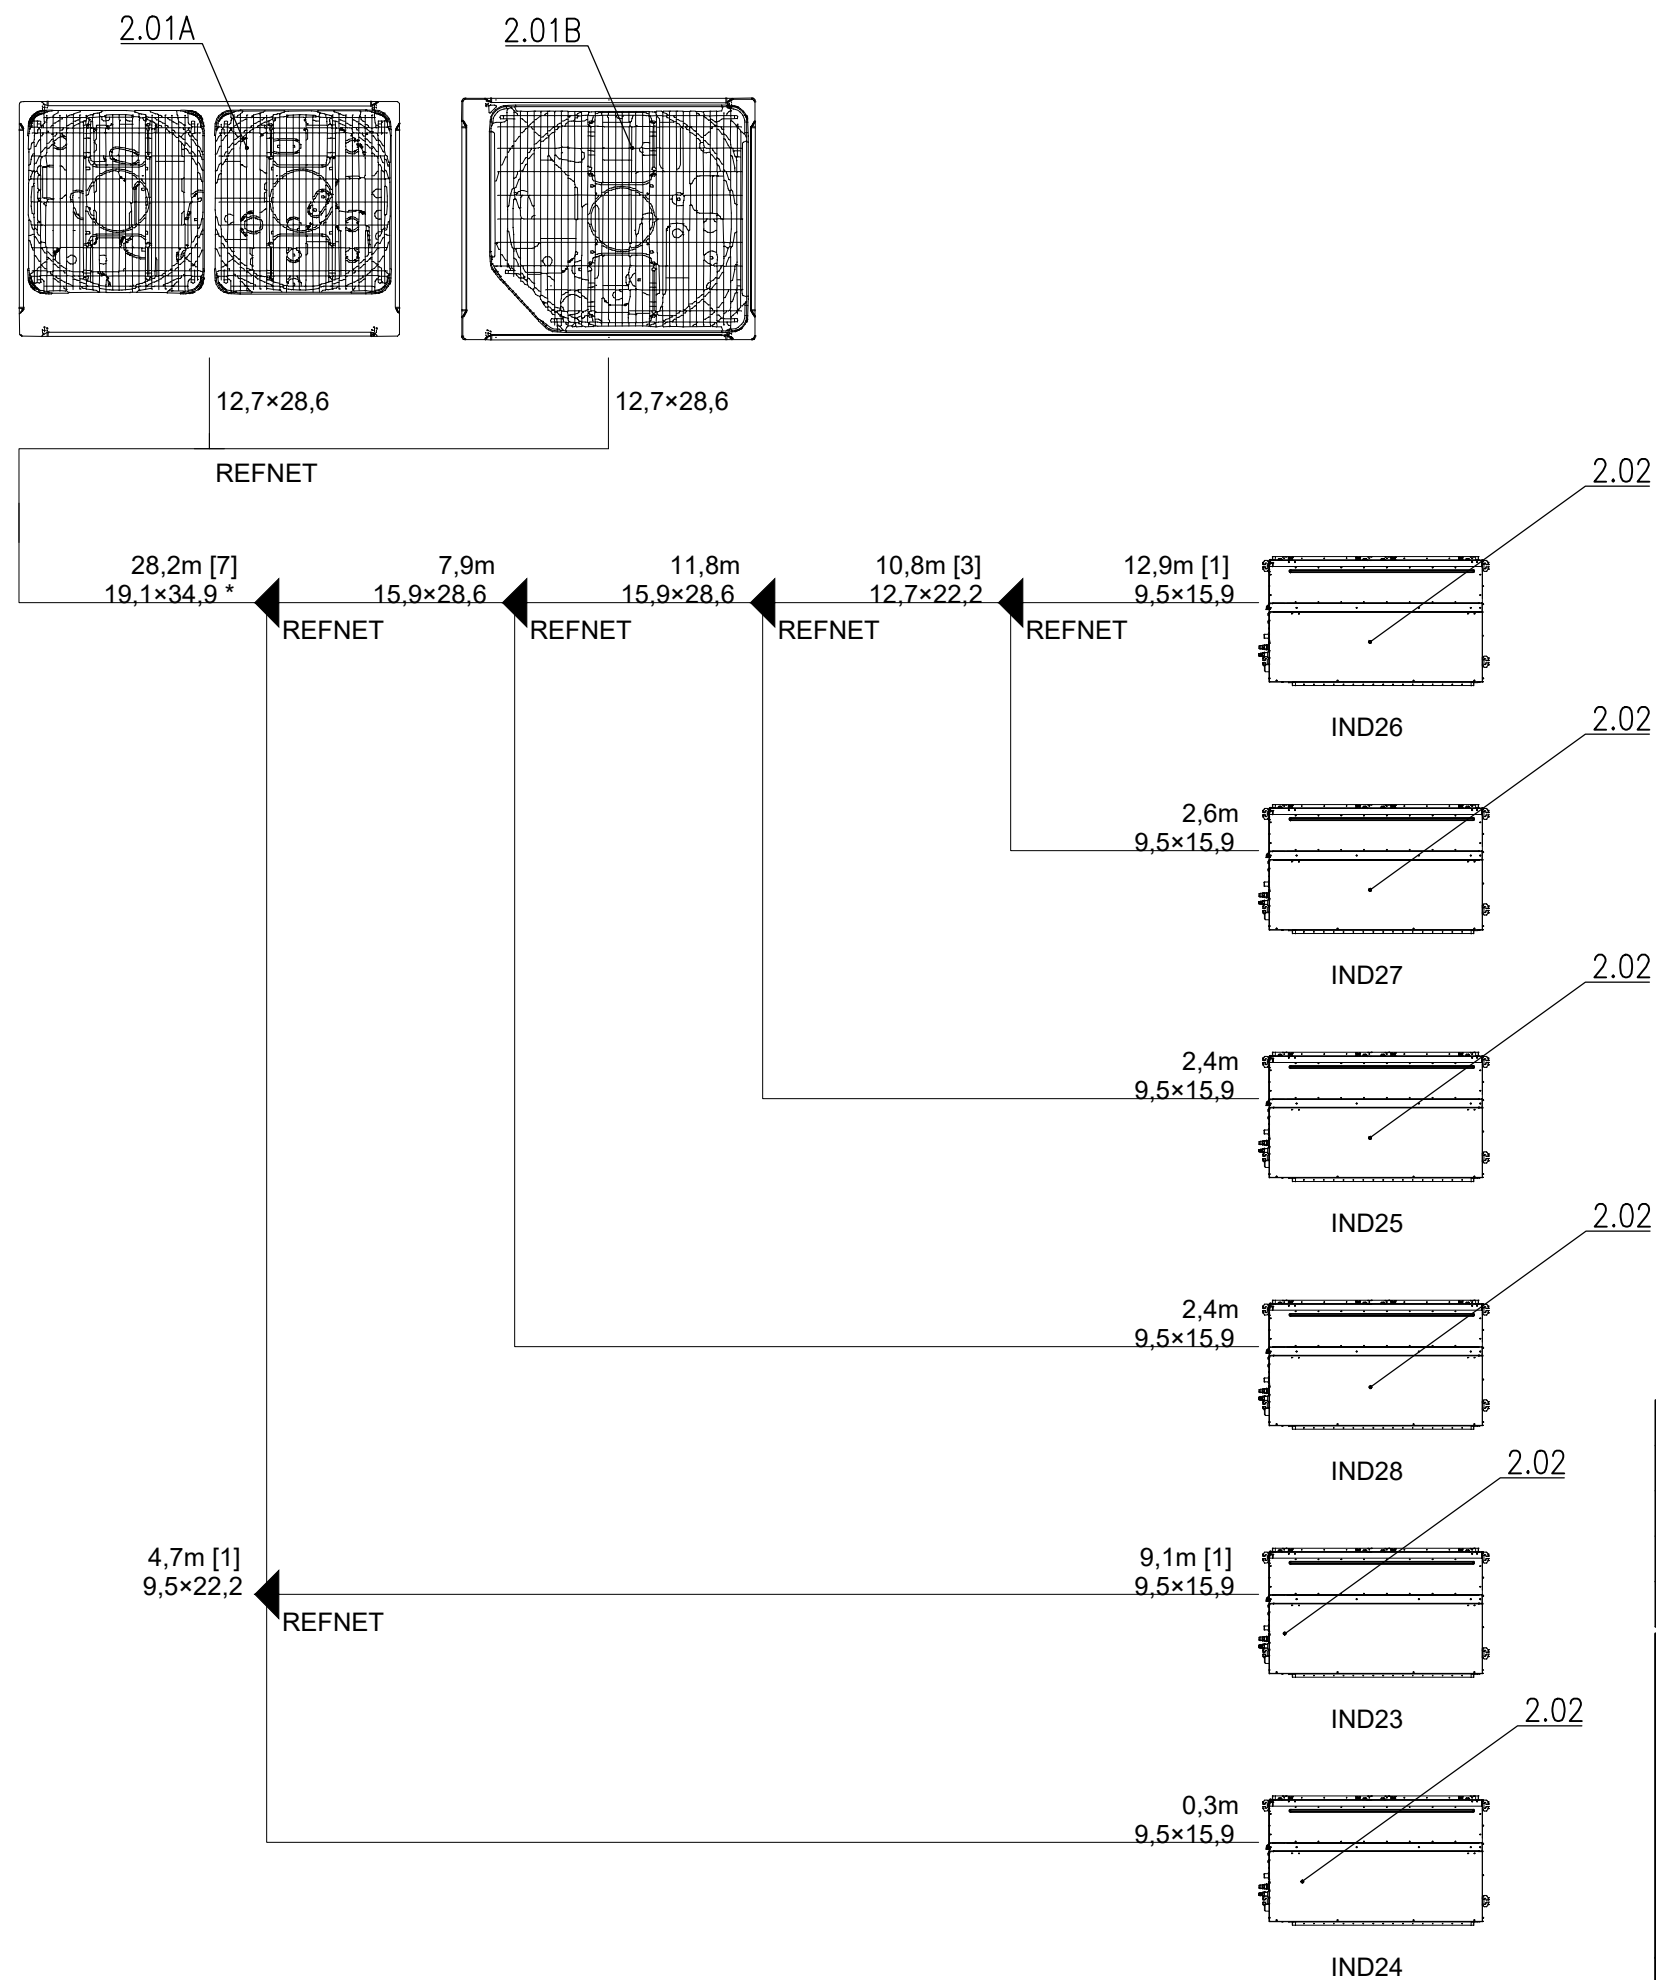 2.01A
2.01B
12,7×28,6
12,7×28,6
REFNET
2.02
28,2m [7]
19,1×34,9 *
REFNET
7,9m
15,9×28,6
REFNET
11,8m
15,9×28,6
REFNET
10,8m [3]
12,7×22,2
REFNET
12,9m [1]
9,5×15,9
IND26
2.02
2,6m
9,5×15,9
IND27
2.02
2,4m
9,5×15,9
IND25
2.02
2,4m
9,5×15,9
IND28
2.02
4,7m [1]
9,5×22,2
REFNET
9,1m [1]
9,5×15,9
IND23
2.02
0,3m
9,5×15,9
IND24